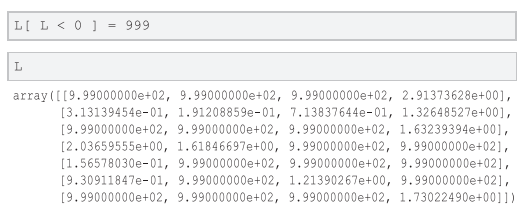 L[ L < 0 ] = 999
L
array([[9.99000000e+02, 9.99000000e+02, 9.99000000e+02, 2.91373628e+00],
[3.13139454e-01, 1.91208859e-01, 7.13837644e-01, 1.32648527e+00],
[9.99000000e+02, 9.99000000e+02, 9.99000000e+02, 1.63239394e+00],
[2.03659555e+00, 1.61846697e+00, 9.99000000e+02, 9.99000000e+02],
[1.56578030e-01, 9.99000000e+02, 9.99000000e+02, 9.99000000e+02],
[9.30911847e-01, 9.99000000e+02, 1.21390267e+00, 9.99000000e+02],
[9.99000000e+02, 9.99000000e+02, 9.99000000e+02, 1.73022490e+00]])